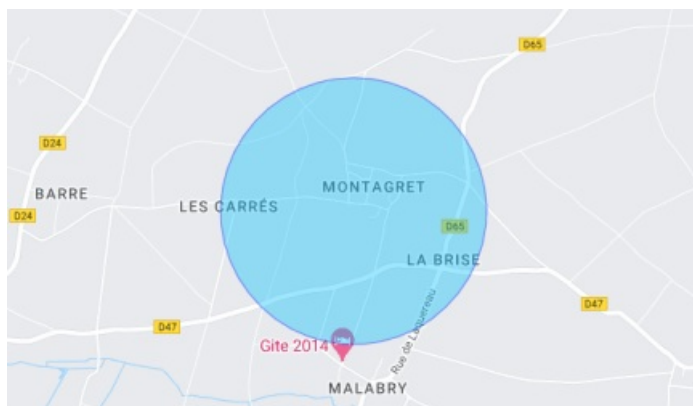 D65
D24
BARRE
MONTAGRET
LES CARRÉS
D24
D65
LA BRISE
D47
D47
Rue de Laquereau
Gite 2014
MALABRY